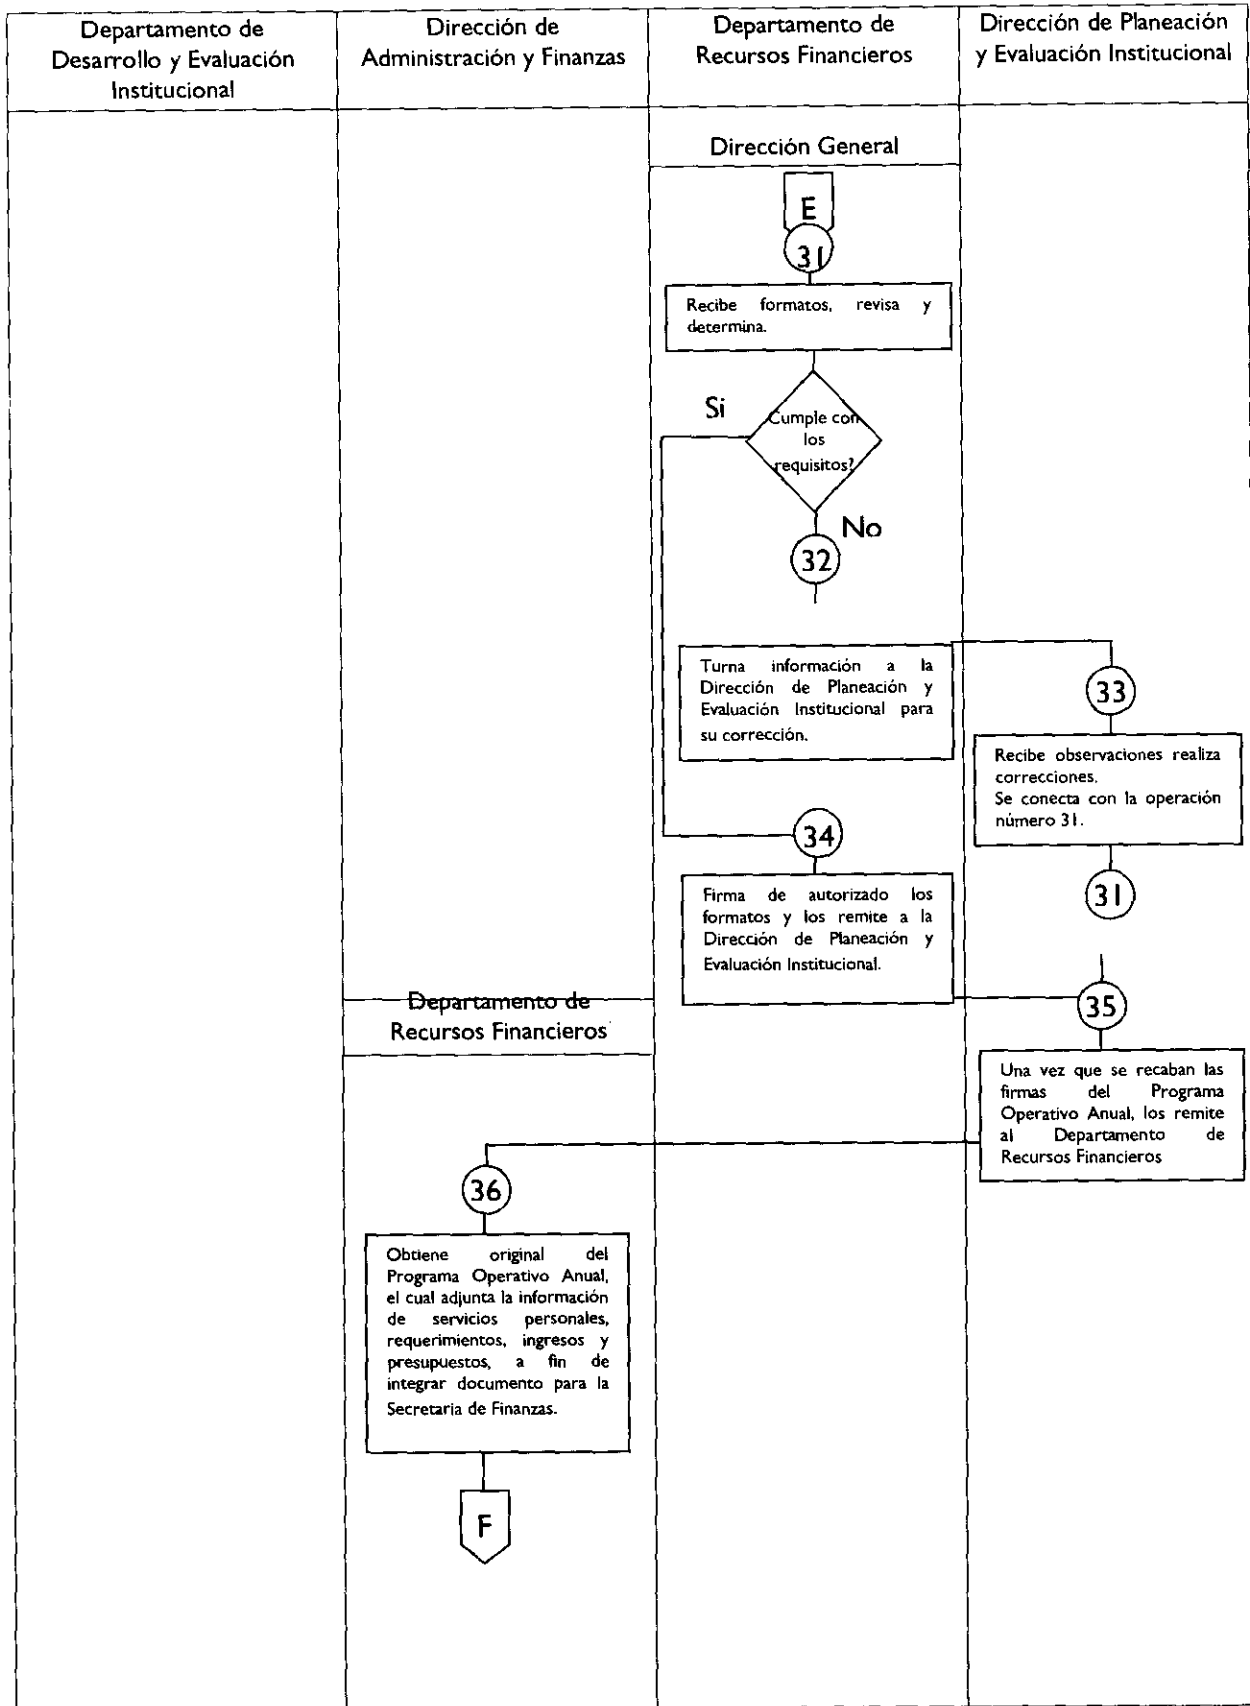 Departamento de
Desarrollo y Evaluación
Institucional
Dirección de
Administración y Finanzas
Departamento de
Recursos Financieros
Dirección de Planeación
y Evaluación Institucional
Dirección General
E
31
Recibe formatos, revisa y
determina.
Si
Cumple con
los
requisitos?
No
32
Turna información a la
Dirección de Planeación y
Evaluación Institucional para
su corrección.
33
Recibe observaciones realiza
correcciones.
Se conecta con la operación
número 31.
31
34
Firma de autorizado los
formatos y los remite a la
Dirección de Planeación y
Evaluación Institucional.
35
Una vez que se recaban las
firmas del Programa
Operativo Anual, los remite
al Departamento de
Recursos Financieros
Departamento de
Recursos Financieros
36
Obtiene original del
Programa Operativo Anual,
el cual adjunta la información
de servicios personales,
requerimientos, ingresos y
presupuestos, a fin de
integrar documento para la
Secretaria de Finanzas.
F